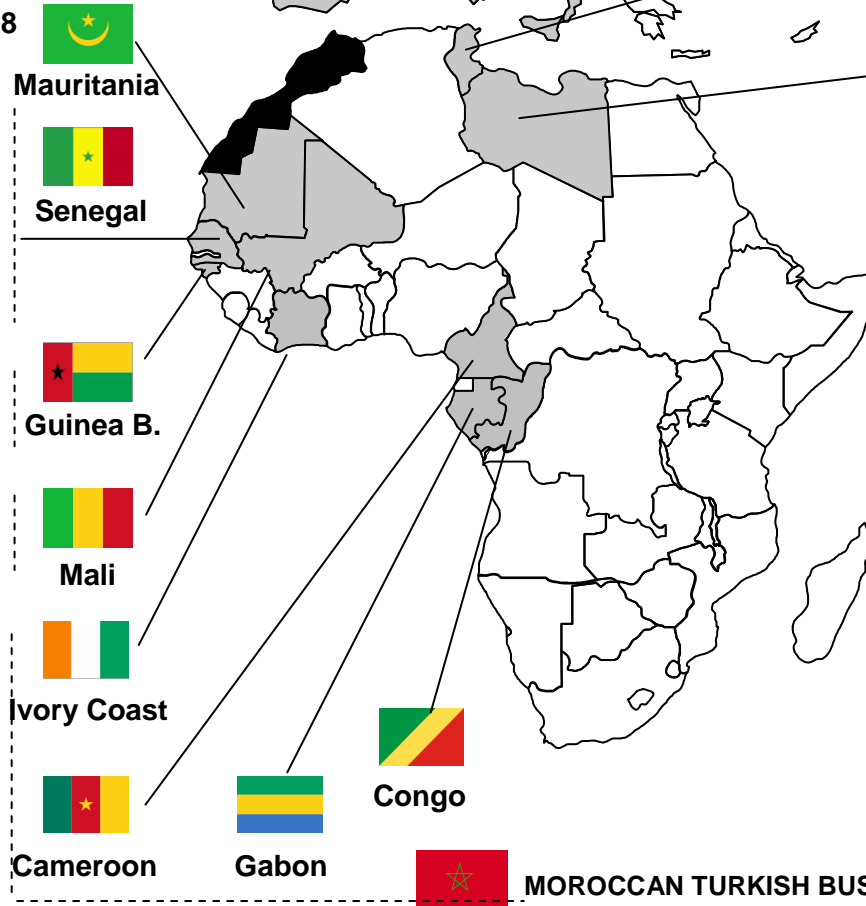 8
Mauritania
Senegal
Guinea B.
Mali
Ivory Coast
Congo
Cameroon
Gabon
MOROCCAN TURKISH BUS